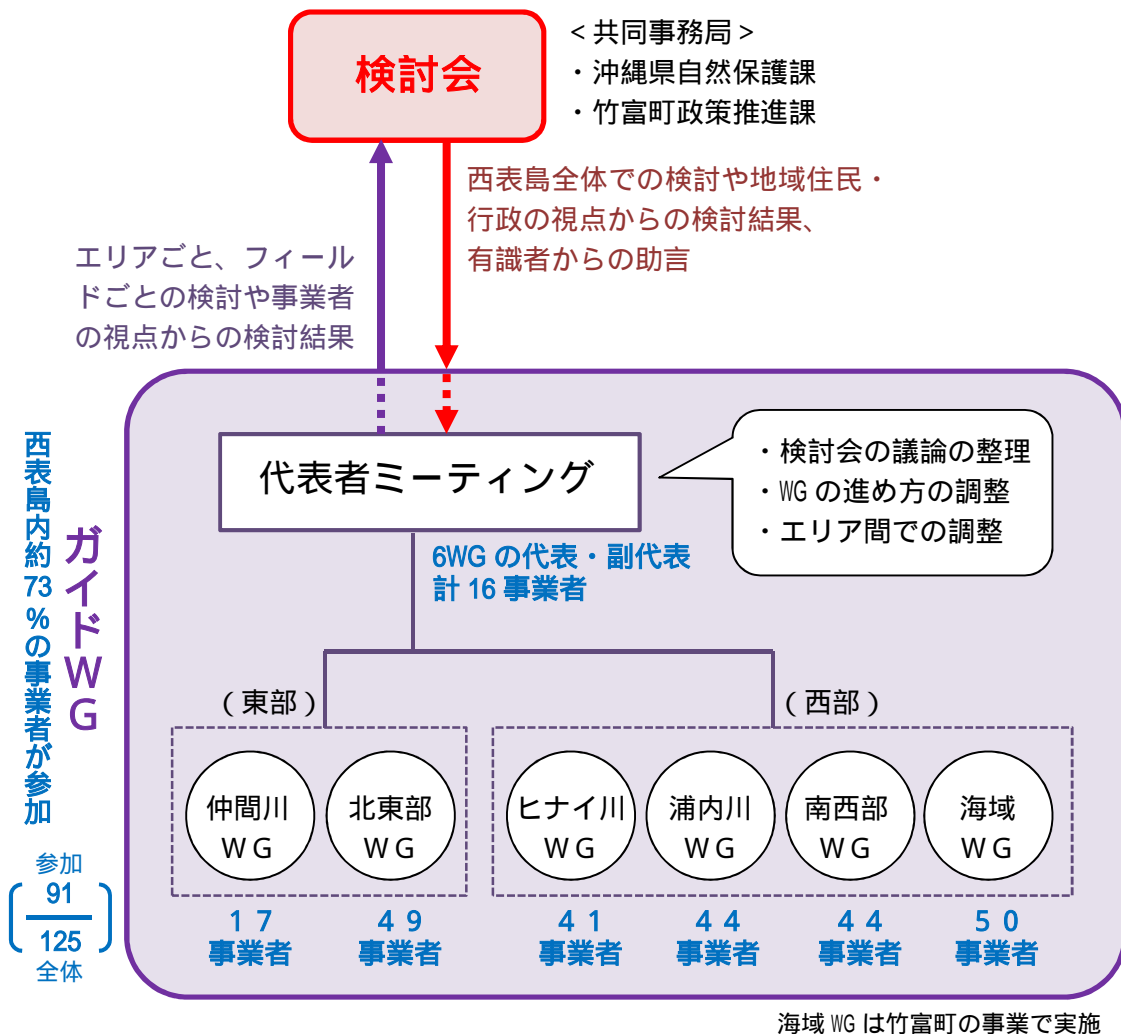 検討会
＜共同事務局＞
・沖縄県自然保護課
・竹富町政策推進課
西表島全体での検討や地域住民・
行政の視点からの検討結果、
有識者からの助言
エリアごと、フィール
ドごとの検討や事業者
の視点からの検討結果
代表者ミーティング
・検討会の議論の整理
・WGの進め方の調整
・エリア間での調整
6WGの代表・副代表
計16事業者
ガイドWG
西表島内約73%の事業者が参加
参加
91
125
全体
（東部）
（西部）
仲間川
WG
北東部
WG
ヒナイ川
WG
浦内川
WG
南西部
WG
海域
WG
17
事業者
49
事業者
41
事業者
44
事業者
44
事業者
50
事業者
海域WGは竹富町の事業で実施